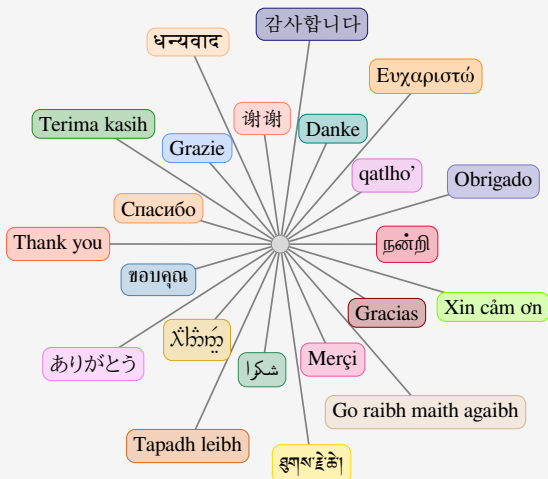 감사합니다
धन्यवाद
Ευχαριστώ
谢谢
Terima kasih
Danke
Grazie
qatlho’
Obrigado
Спасибо
Thank you
நன்றி
ขอบคุณ
Xin cảm ơn
Gracias
ありがとう
Merçi
شكرا
Go raibh maith agaibh
Tapadh leibh
ཐུགས་རྗེ་ཆེ།